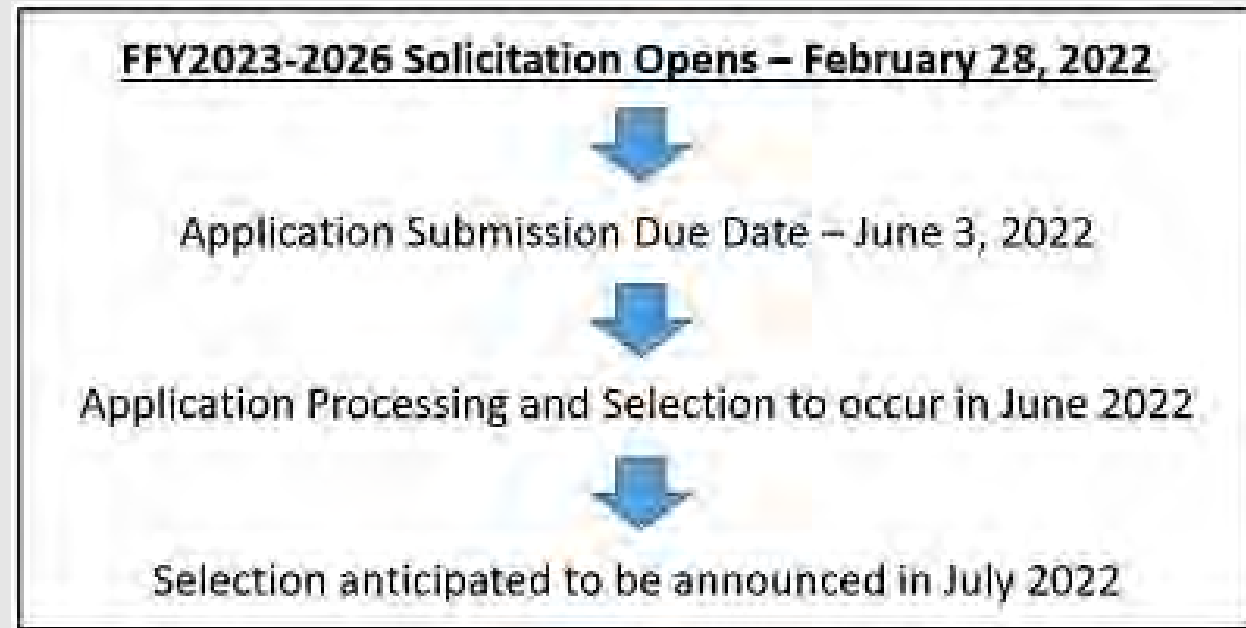 FFY2023-2026 Solicitation Opens – February 28, 2022
Application Submission Due Date – June 3, 2022
Application Processing and Selection to occur in June 2022
Selection anticipated to be announced in July 2022